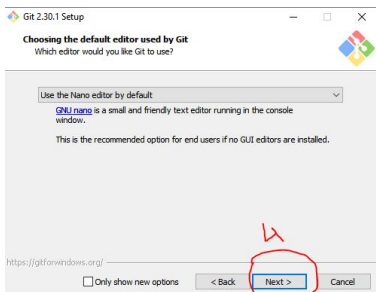 Git 2.30.1 Setup
Choosing the default editor used by Git
Which editor would you like Git to use?
Use the Nano editor by default
GNU nano is a small and friendly text editor running in the console
window.
This is the recommended option for end users if no GUI editors are installed.
4
https://gitforwindows.org/
Only show new options
< Back
Next >
Cancel